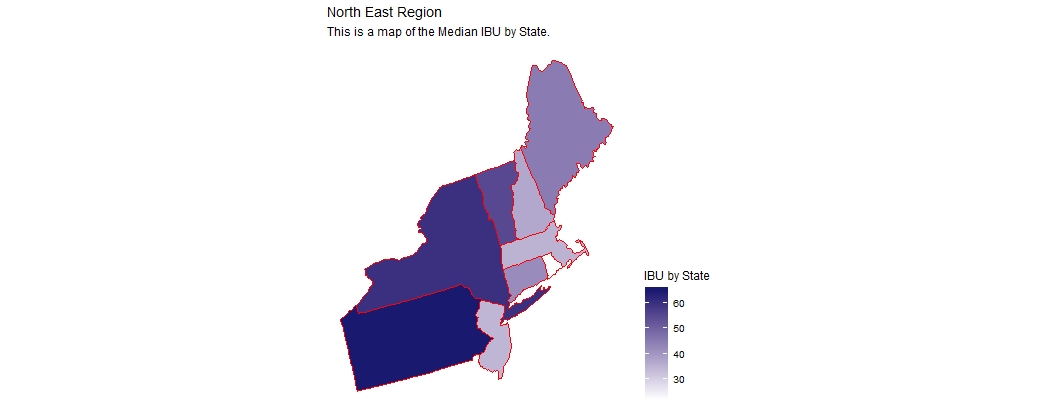 North East Region
This is a map of the Median IBU by State.
IBU by State
60
50
40
30